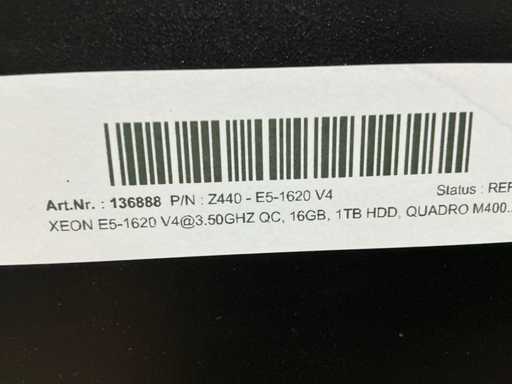 Art.Nr. : 136888 P/N : Z440 - E5-1620 V4 Status : REF
XEON E5-1620 V4@3.50GHZ QC, 16GB, 1TB HDD, QUADRO M400..